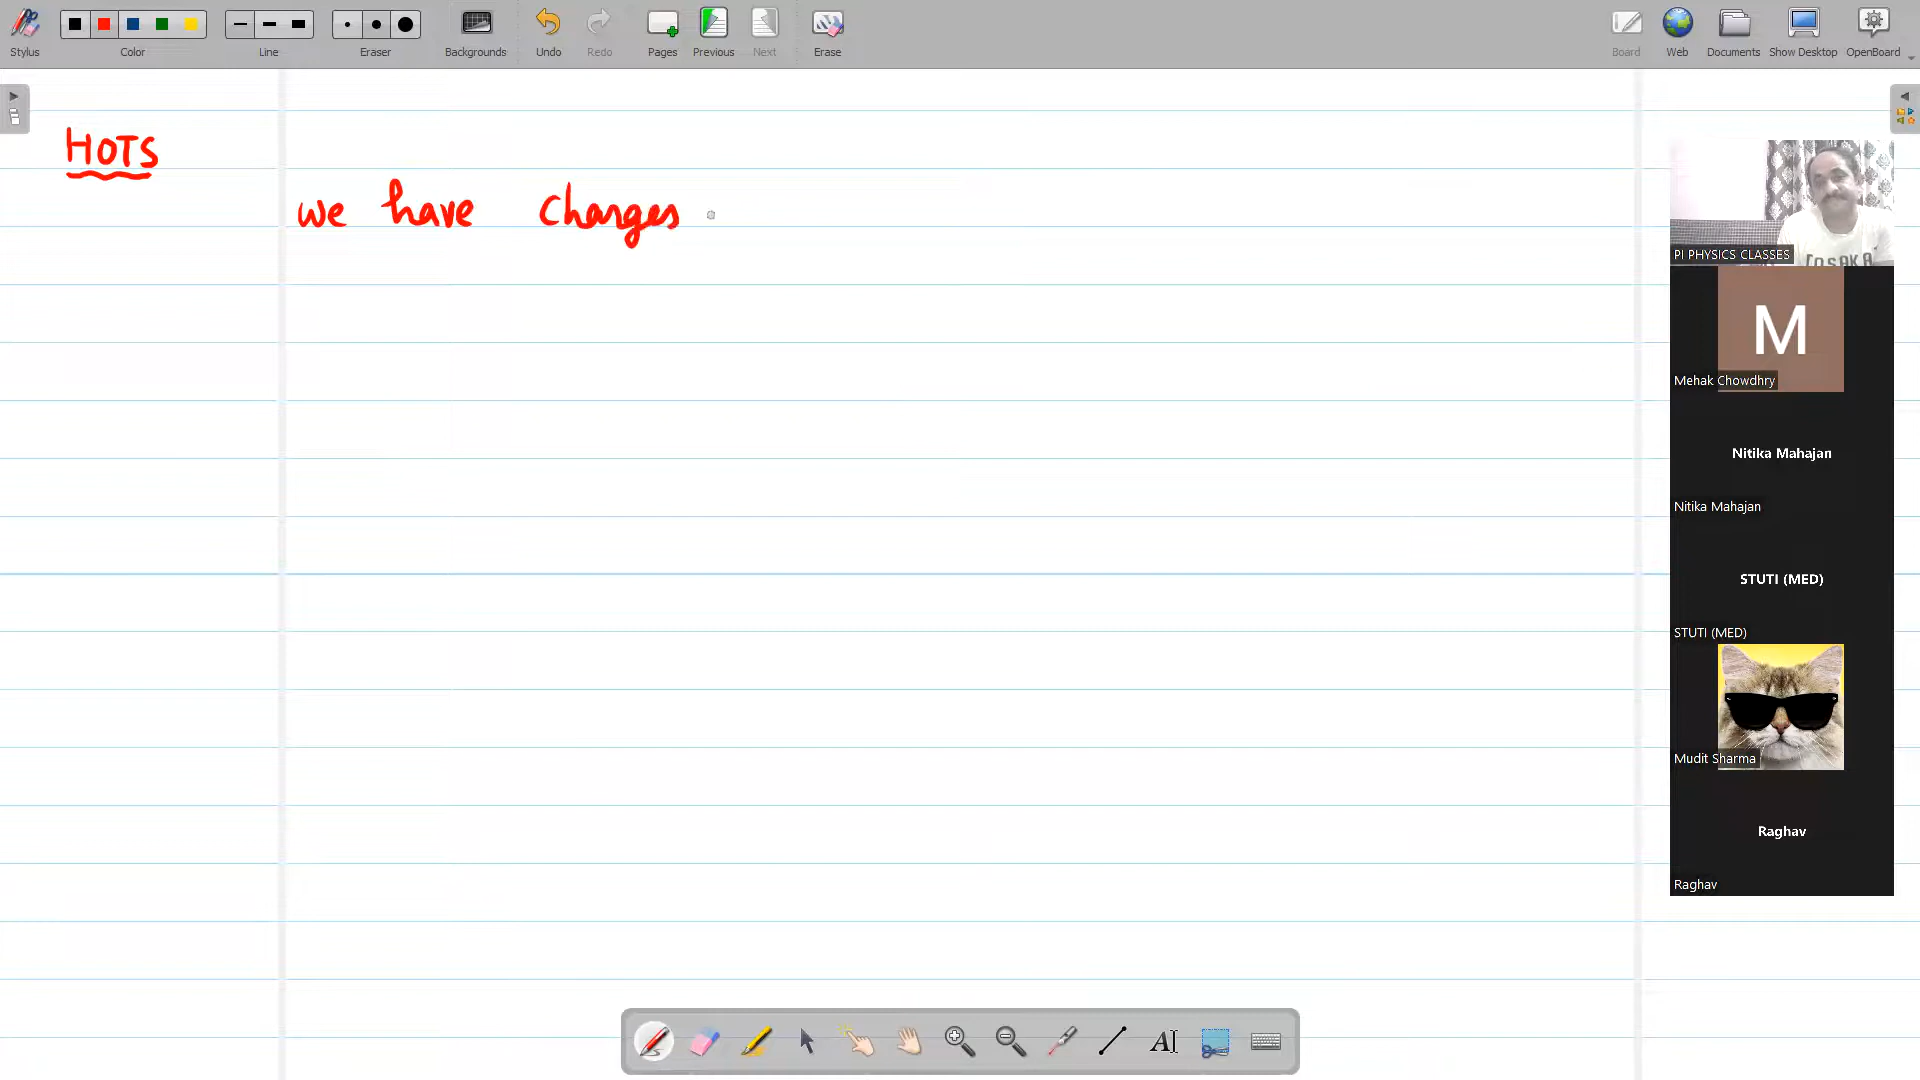 Stylus
Color
Line
Eraser
Backgrounds
Undo
Redo
Pages
Previous
Next
Erase
Board
Web
Documents
Show Desktop
OpenBoard
HOTS
we have Charges
PI PHYSICS CLASSES
M
Mehak Chowdhry
Nitika Mahajan
Nitika Mahajan
STUTI (MED)
STUTI (MED)
Mudit Sharma
Raghav
Raghav